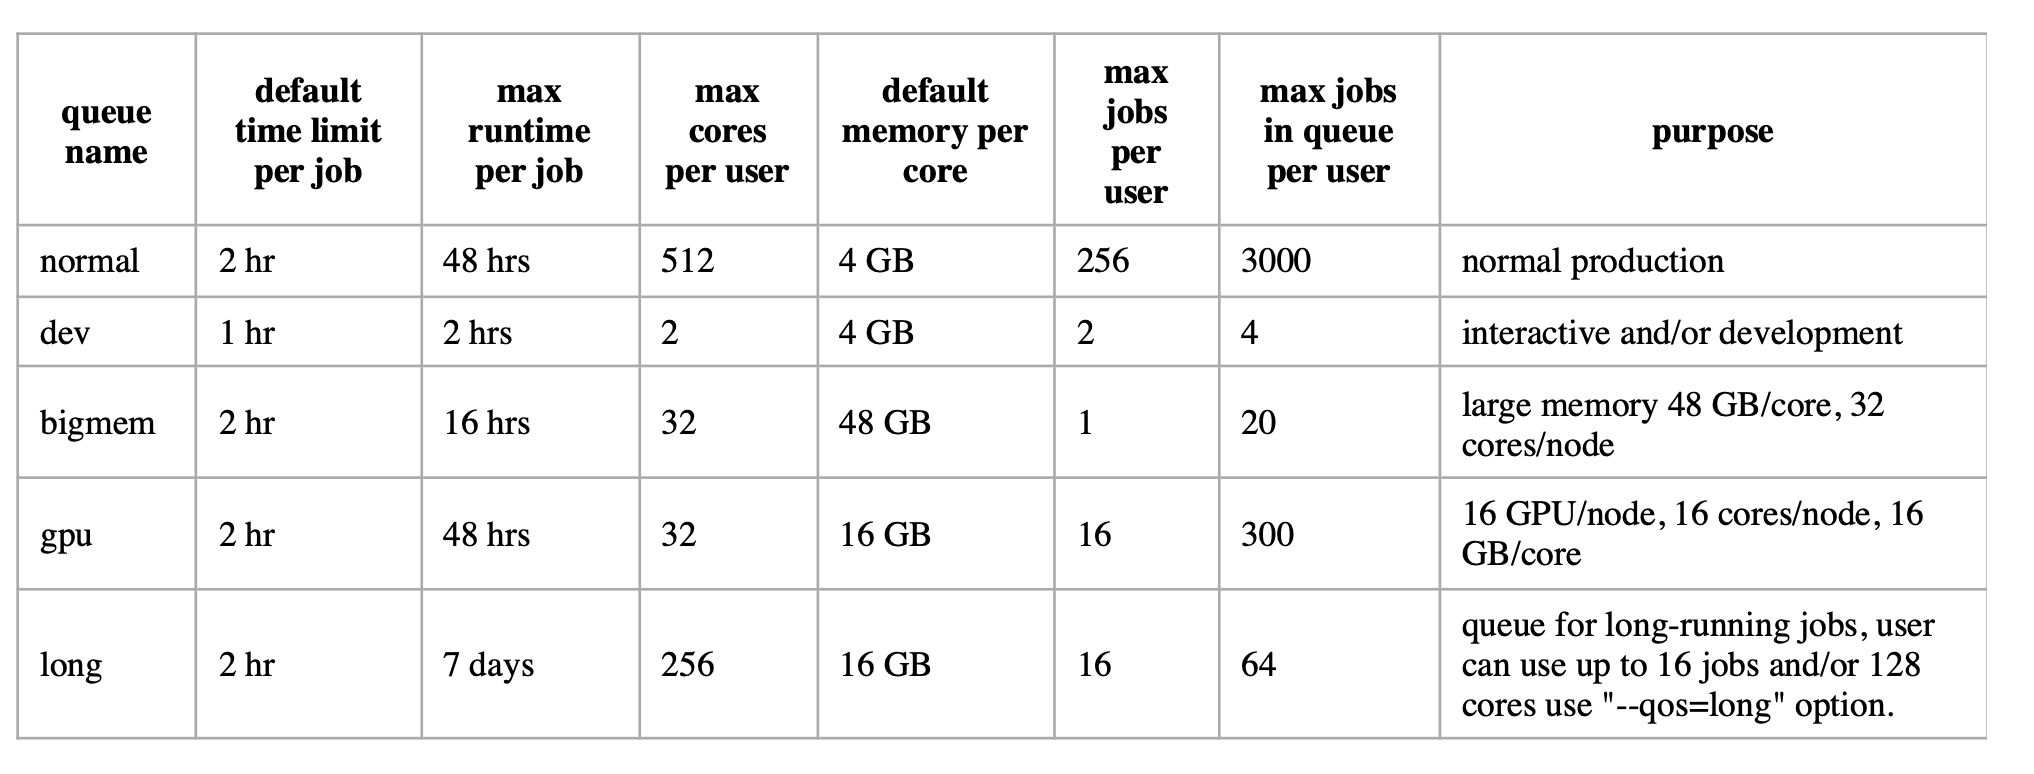 queue name | default time limit per job | max runtime per job | max cores per user | default memory per core | max jobs per user | max jobs in queue per user | purpose
normal | 2 hr | 48 hrs | 512 | 4 GB | 256 | 3000 | normal production
dev | 1 hr | 2 hrs | 2 | 4 GB | 2 | 4 | interactive and/or development
bigmem | 2 hr | 16 hrs | 32 | 48 GB | 1 | 20 | large memory 48 GB/core, 32 cores/node
gpu | 2 hr | 48 hrs | 32 | 16 GB | 16 | 300 | 16 GPU/node, 16 cores/node, 16 GB/core
long | 2 hr | 7 days | 256 | 16 GB | 16 | 64 | queue for long-running jobs, user can use up to 16 jobs and/or 128 cores use "--qos=long" option.